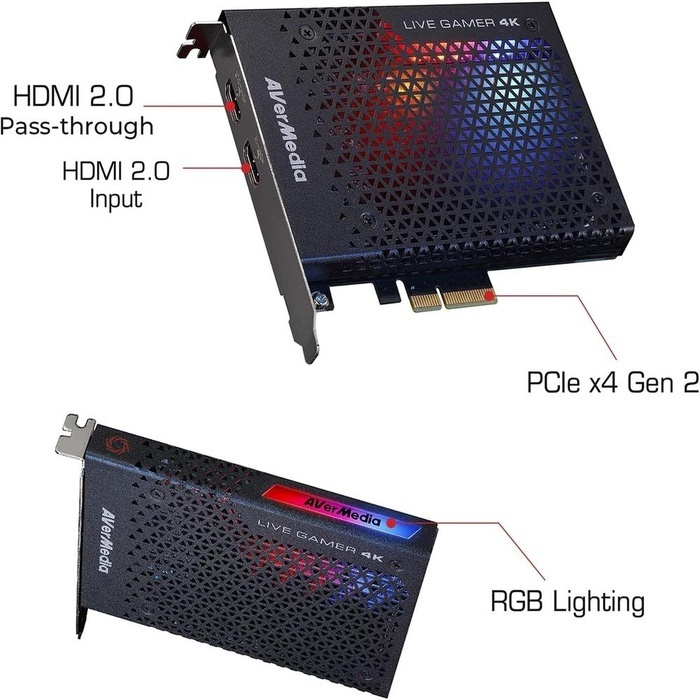 LIVE GAMER 4K
AVerMedia
HDMI 2.0
Pass-through
HDMI 2.0
Input
PCIe x4 Gen 2
AVerMedia
LIVE GAMER 4K
AVerMedia
RGB Lighting